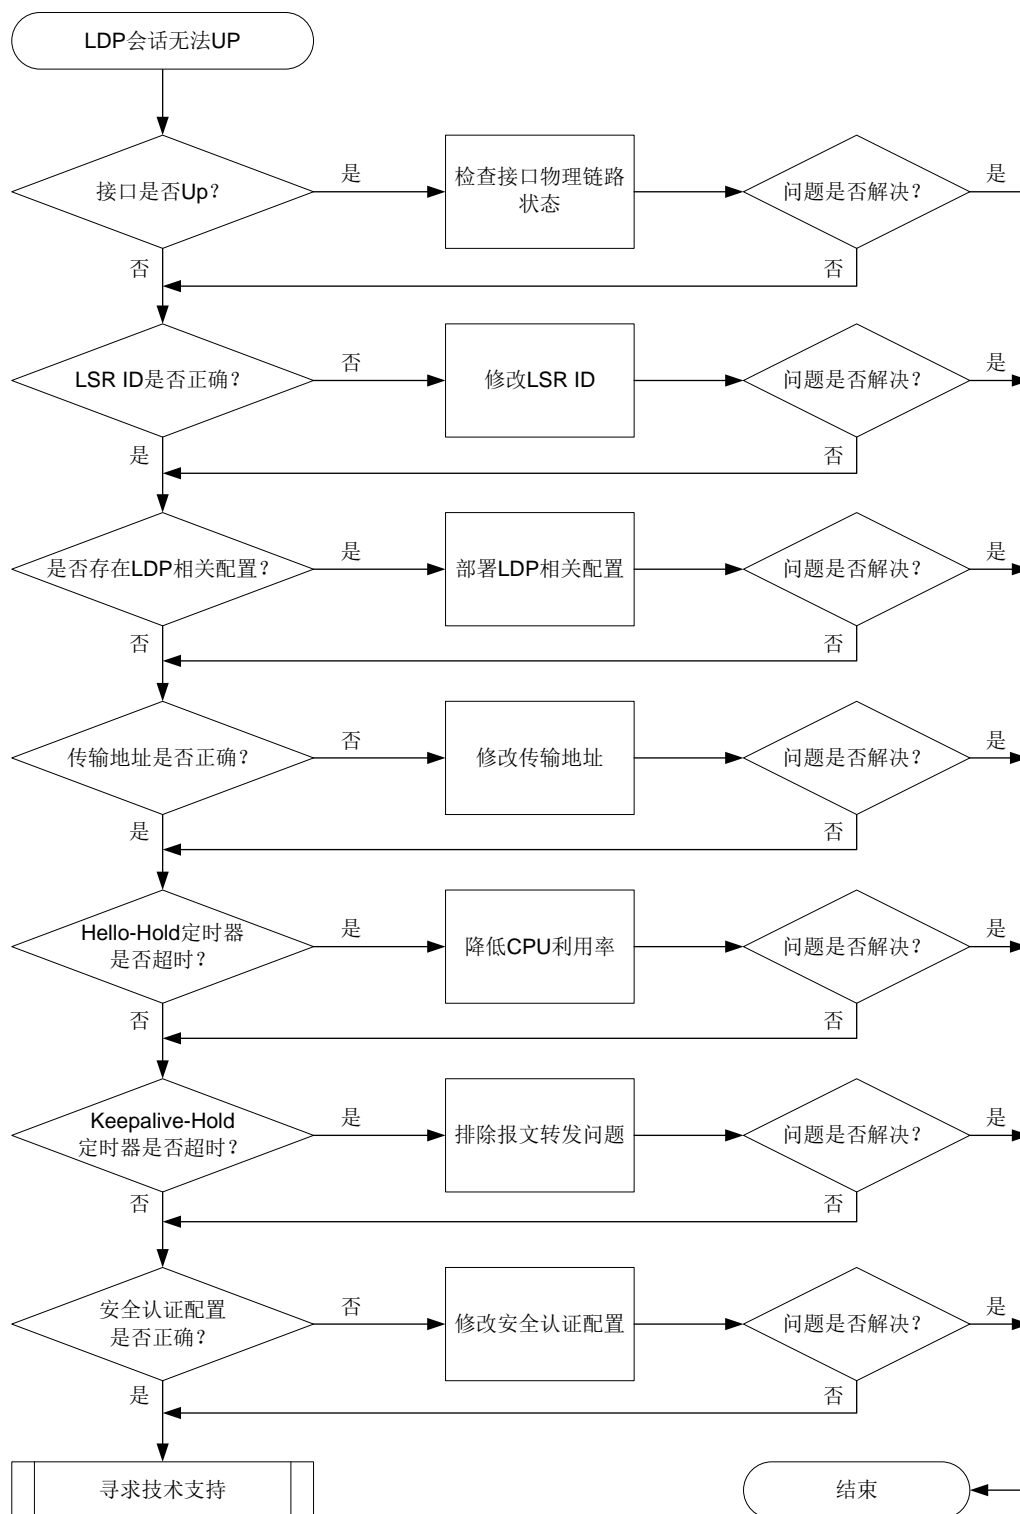 LDP会话无法UP
接口是否Up？
是
检查接口物理链路
状态
问题是否解决？
是
否
否
LSR ID是否正确？
否
修改LSR ID
问题是否解决？
是
是
否
是否存在LDP相关配置？
是
部署LDP相关配置
问题是否解决？
是
否
否
传输地址是否正确？
否
修改传输地址
问题是否解决？
是
是
否
Hello-Hold定时器
是否超时？
是
降低CPU利用率
问题是否解决？
是
否
否
Keepalive-Hold
定时器是否超时？
是
排除报文转发问题
问题是否解决？
是
否
否
安全认证配置
是否正确？
否
修改安全认证配置
问题是否解决？
是
是
否
寻求技术支持
结束